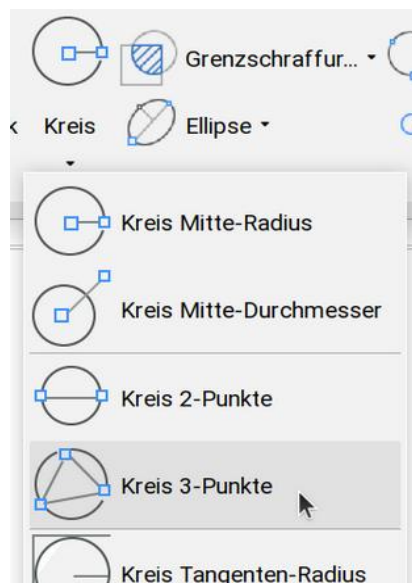 Grenzschraffur...
Kreis
Ellipse
Kreis Mitte-Radius
Kreis Mitte-Durchmesser
Kreis 2-Punkte
Kreis 3-Punkte
Kreis Tangenten-Radius